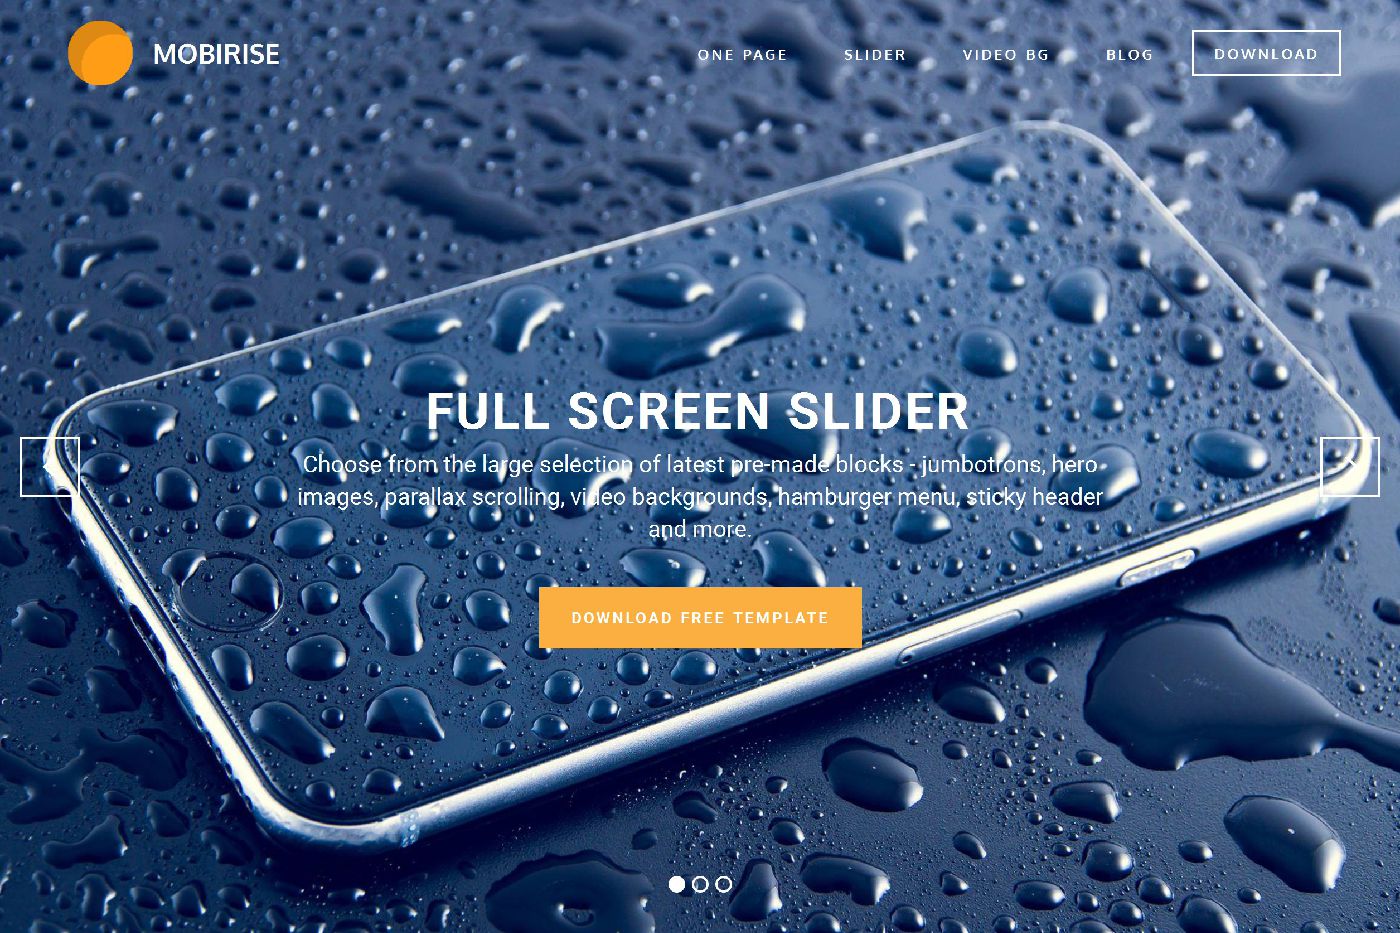 MOBIRISE
ONE PAGE
SLIDER
VIDEO BG
BLOG
DOWNLOAD
FULL SCREEN SLIDER
Choose from the large selection of latest pre-made blocks - jumbotrons, hero
images, parallax scrolling, video backgrounds, hamburger menu, sticky header
and more.
DOWNLOAD FREE TEMPLATE